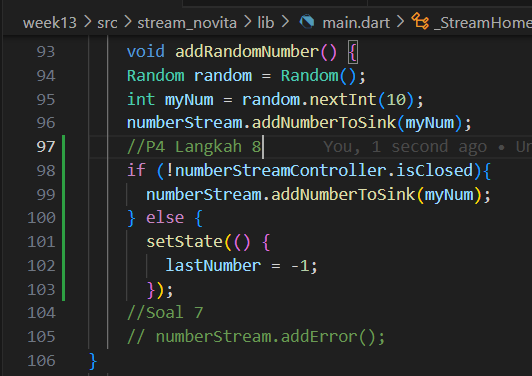 week13 > src > stream_novita > lib > main.dart > _StreamHome
93 void addRandomNumber() {
94 Random random = Random();
95 int myNum = random.nextInt(10);
96 numberStream.addNumberToSink(myNum);
97 //P4 Langkah 8 You, 1 second ago • Un
98 if (!numberStreamController.isClosed){
99 numberStream.addNumberToSink(myNum);
100 } else {
101 setState(() {
102 lastNumber = -1;
103 });
104 //Soal 7
105 // numberStream.addError();
106 }